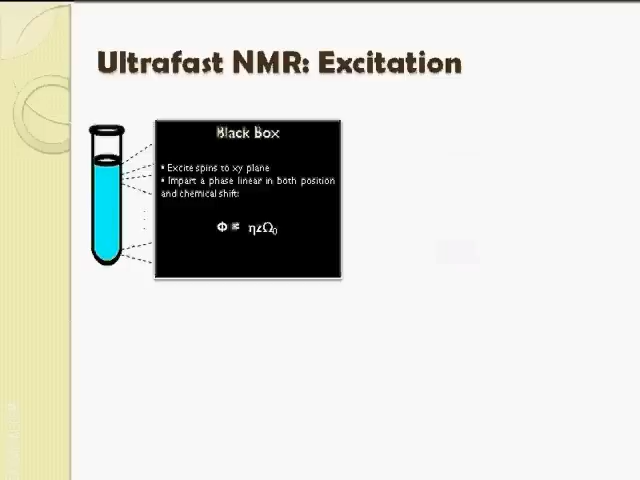 Ultrafast NMR: Excitation
Black Box
• Excite spins to xy plane
• Impart a phase linear in both position
and chemical shift:
Φ = ηzΩ₀